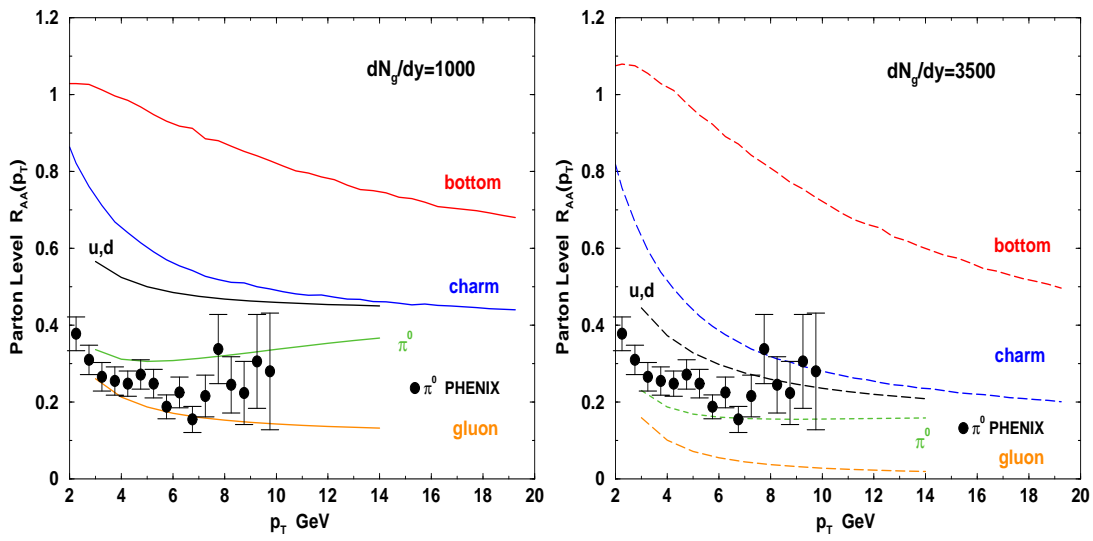 1.2
1
0.8
0.6
0.4
0.2
0
Parton Level R_AA(p_T)
dN_g/dy=1000
bottom
u,d
charm
π^0
π^0 PHENIX
gluon
2 4 6 8 10 12 14 16 18 20
p_T GeV
1.2
1
0.8
0.6
0.4
0.2
0
Parton Level R_AA(p_T)
dN_g/dy=3500
bottom
u,d
charm
π^0 PHENIX
π^0
gluon
2 4 6 8 10 12 14 16 18 20
p_T GeV